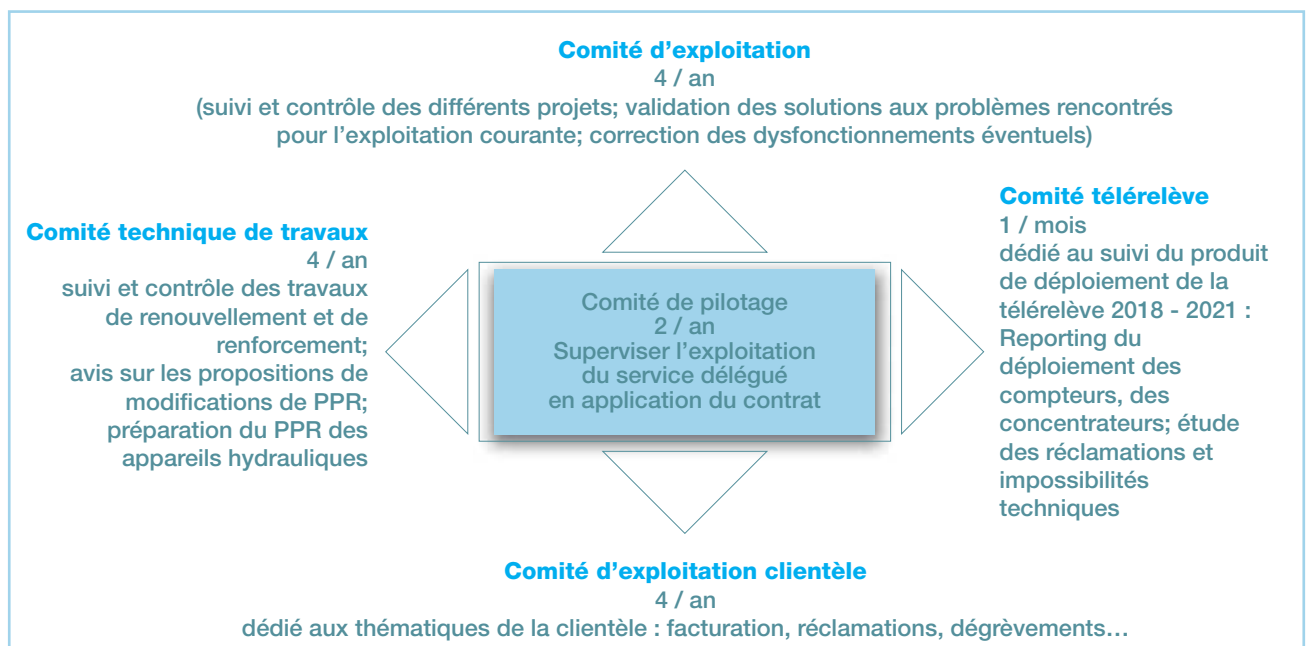 Comité d'exploitation
4 / an
(suivi et contrôle des différents projets; validation des solutions aux problèmes rencontrés
pour l'exploitation courante; correction des dysfonctionnements éventuels)
Comité technique de travaux
4 / an
suivi et contrôle des travaux
de renouvellement et de
renforcement;
avis sur les propositions de
modifications de PPR;
préparation du PPR des
appareils hydrauliques
Comité de pilotage
2 / an
Superviser l'exploitation
du service délégué
en application du contrat
Comité télérelève
1 / mois
dédié au suivi du produit
de déploiement de la
télérelève 2018 - 2021 :
Reporting du
déploiement des
compteurs, des
concentrateurs; étude
des réclamations et
impossibilités
techniques
Comité d'exploitation clientèle
4 / an
dédié aux thématiques de la clientèle : facturation, réclamations, dégrèvements…